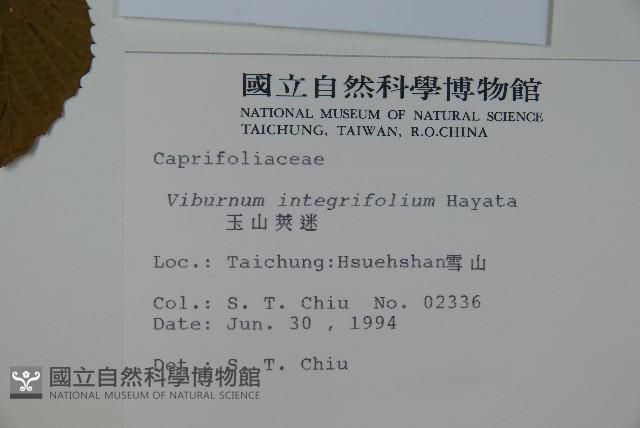 國立自然科學博物館
NATIONAL MUSEUM OF NATURAL SCIENCE
TAICHUNG, TAIWAN, R.O.CHINA
Caprifoliaceae
Viburnum integrifolium Hayata
玉山莢迷
Loc.: Taichung:Hsuehshan雪山
Col.: S. T. Chiu No. 02336
Date: Jun. 30 , 1994
Det.: S. T. Chiu
國立自然科學博物館
NATIONAL MUSEUM OF NATURAL SCIENCE